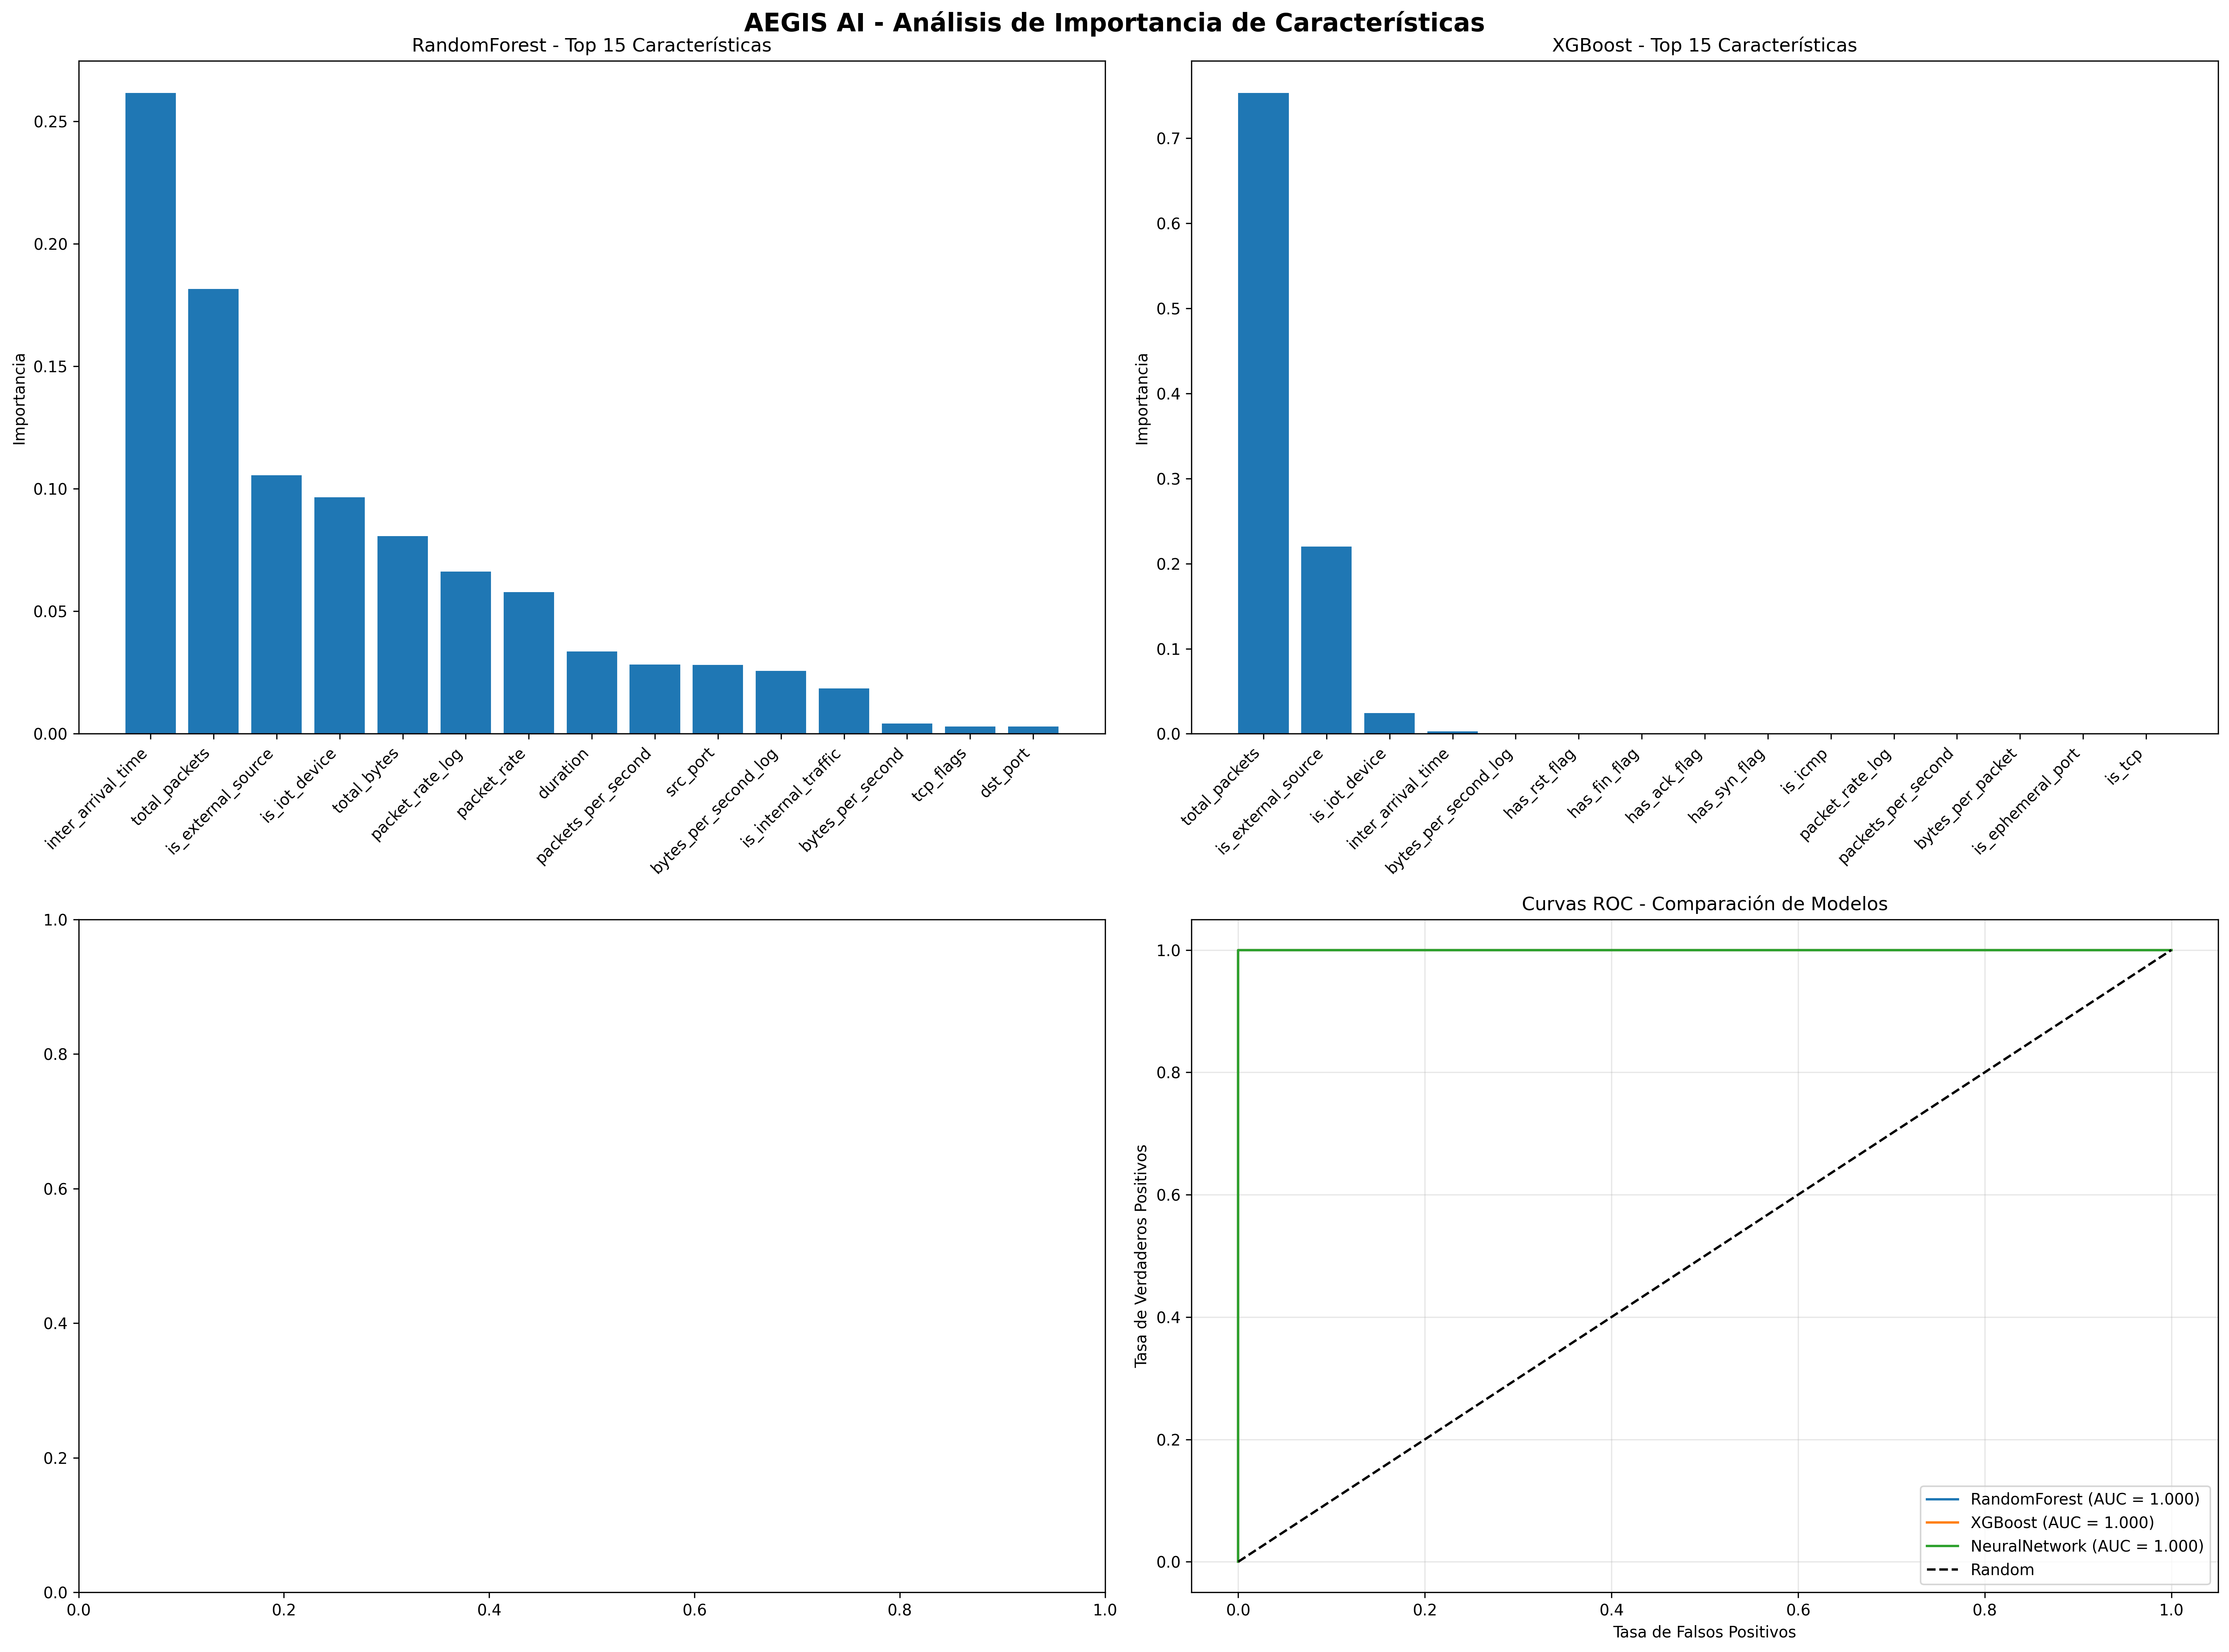 AEGIS AI - Análisis de Importancia de Características
RandomForest - Top 15 Características
Importancia
0.25
0.20
0.15
0.10
0.05
0.00
inter_arrival_time
total_packets
is_external_source
is_iot_device
total_bytes
packet_rate_log
packet_rate
duration
packets_per_second
src_port
bytes_per_second_log
is_internal_traffic
bytes_per_second
tcp_flags
dst_port
XGBoost - Top 15 Características
Importancia
0.7
0.6
0.5
0.4
0.3
0.2
0.1
0.0
total_packets
is_external_source
is_iot_device
inter_arrival_time
bytes_per_second_log
has_rst_flag
has_fin_flag
has_ack_flag
has_syn_flag
is_icmp
packet_rate_log
packets_per_second
bytes_per_packet
is_ephemeral_port
is_tcp
1.0
0.8
0.6
0.4
0.2
0.0
0.0 0.2 0.4 0.6 0.8 1.0
Curvas ROC - Comparación de Modelos
Tasa de Verdaderos Positivos
1.0
0.8
0.6
0.4
0.2
0.0
RandomForest (AUC = 1.000)
XGBoost (AUC = 1.000)
NeuralNetwork (AUC = 1.000)
Random
0.0 0.2 0.4 0.6 0.8 1.0
Tasa de Falsos Positivos